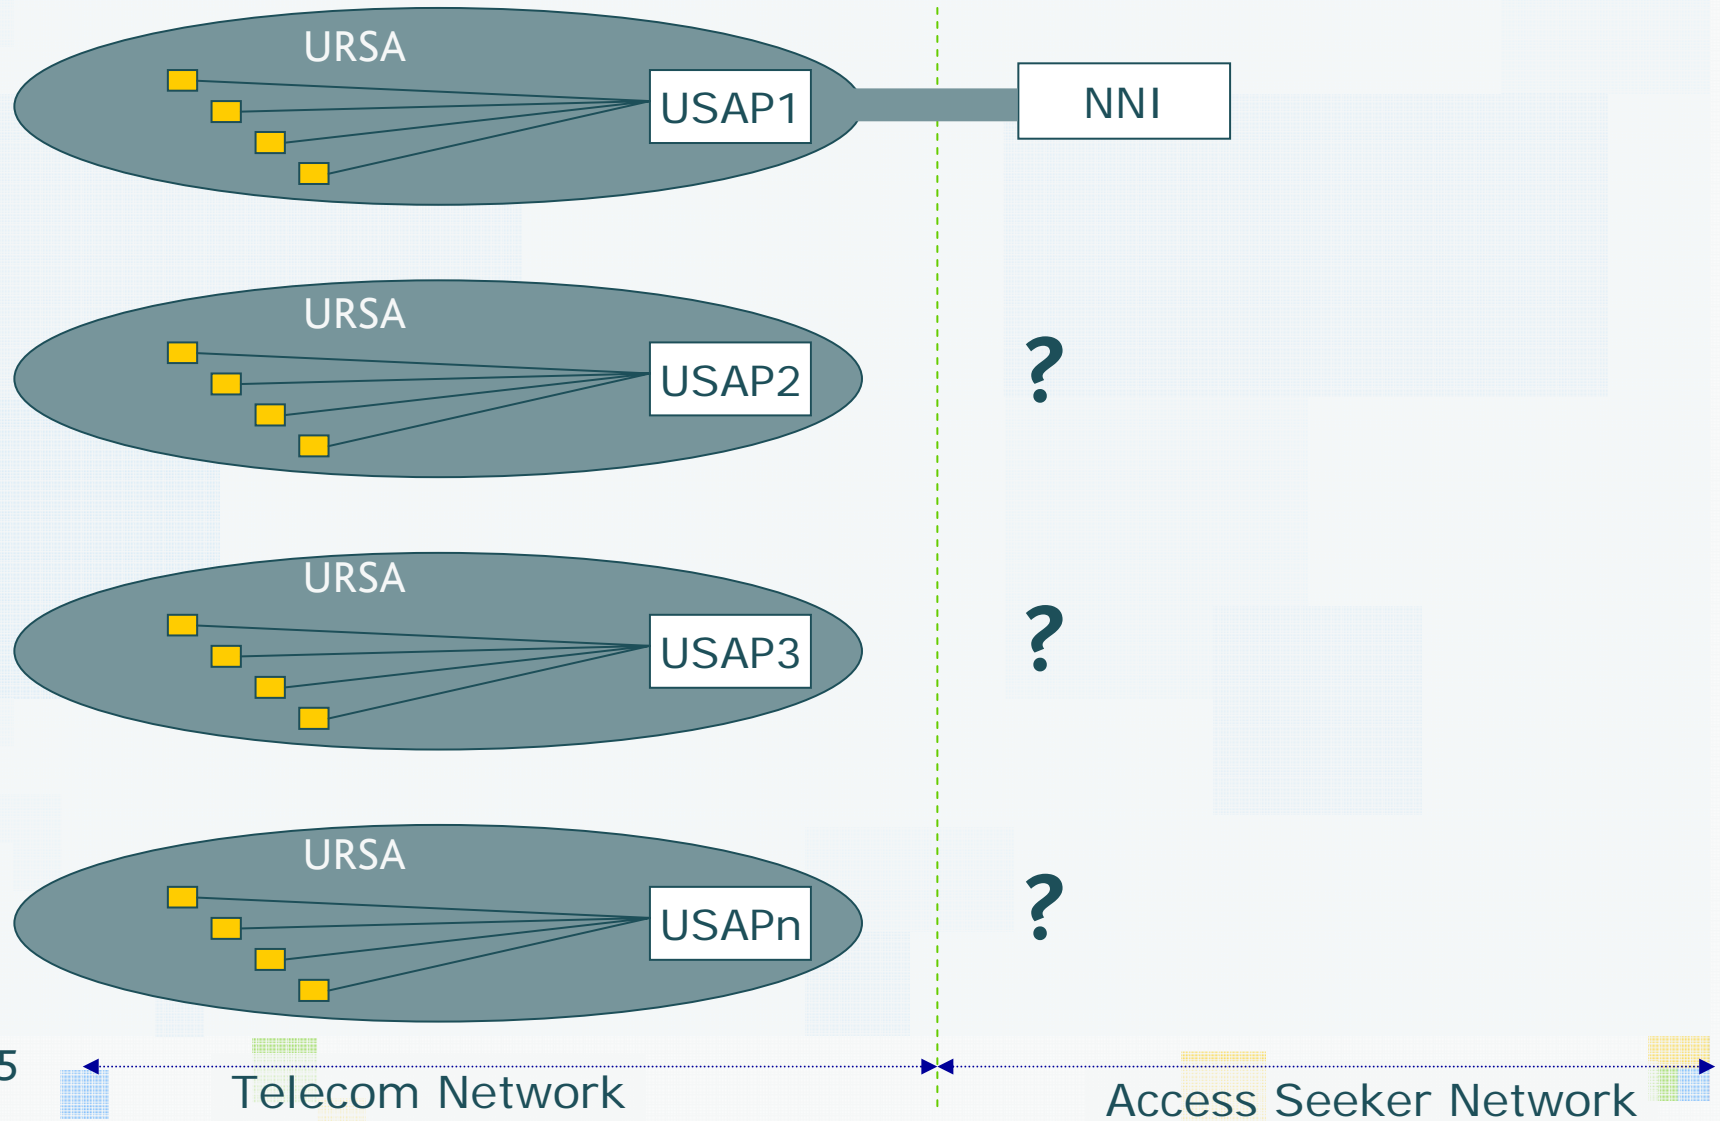 URSA
USAP1
NNI
URSA
USAP2
?
URSA
USAP3
?
URSA
USAPn
?
5
Telecom Network
Access Seeker Network